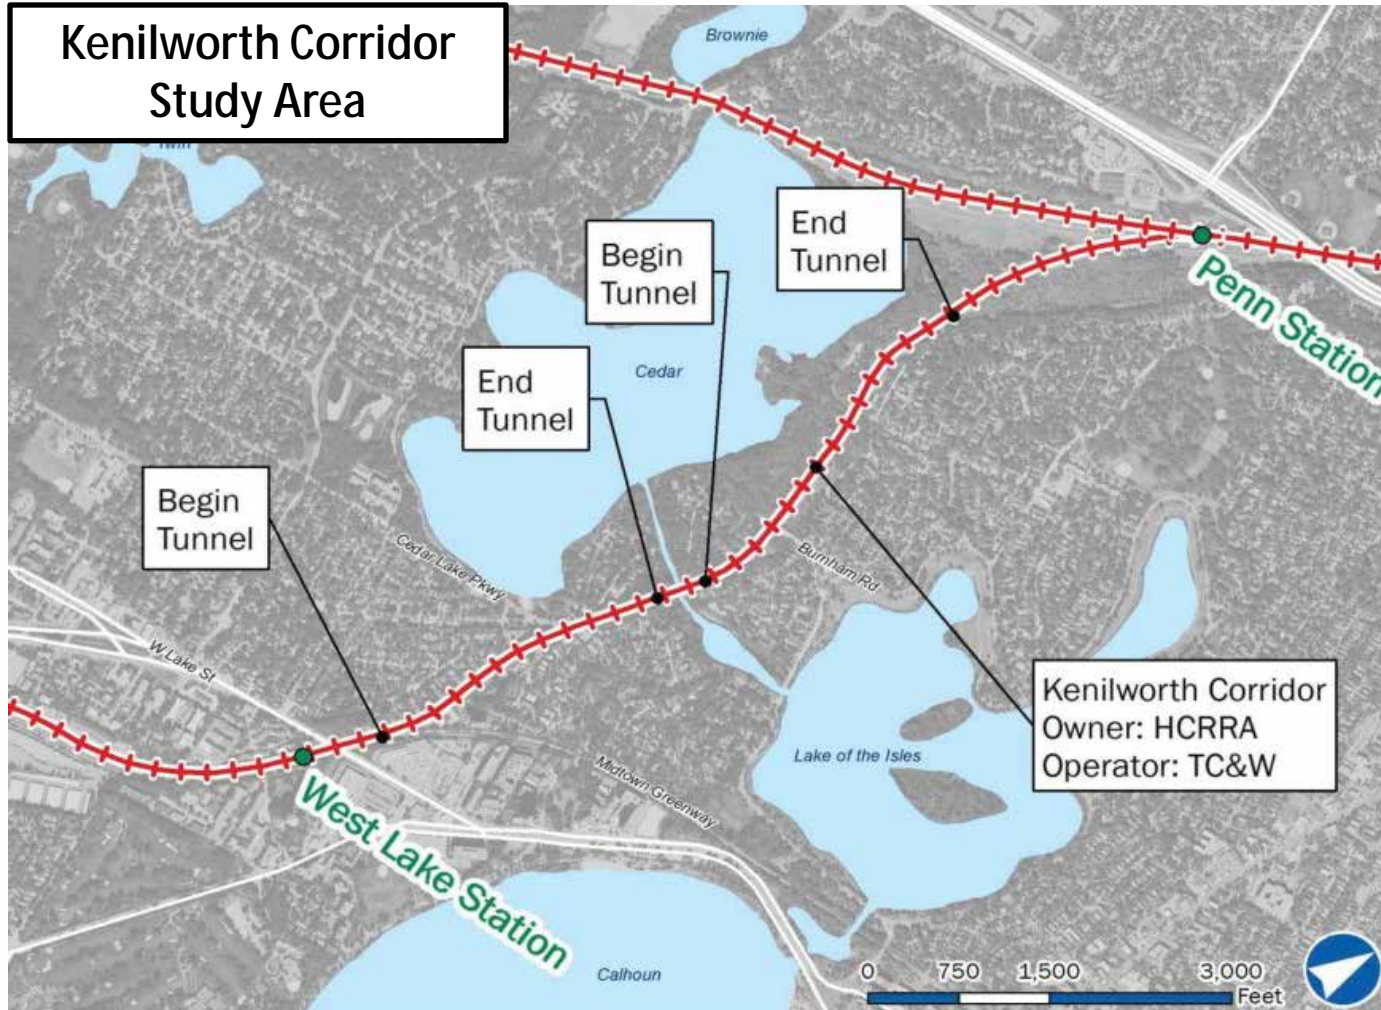 Kenilworth Corridor
Study Area
Brownie
Twin
End
Tunnel
Begin
Tunnel
Penn Station
Cedar
End
Tunnel
Begin
Tunnel
Cedar Lake Pkwy
Burnham Rd
W Lake St
Kenilworth Corridor
Owner: HCRRA
Operator: TC&W
Lake of the Isles
Midtown Greenway
West Lake Station
Calhoun
0 750 1,500 3,000
Feet